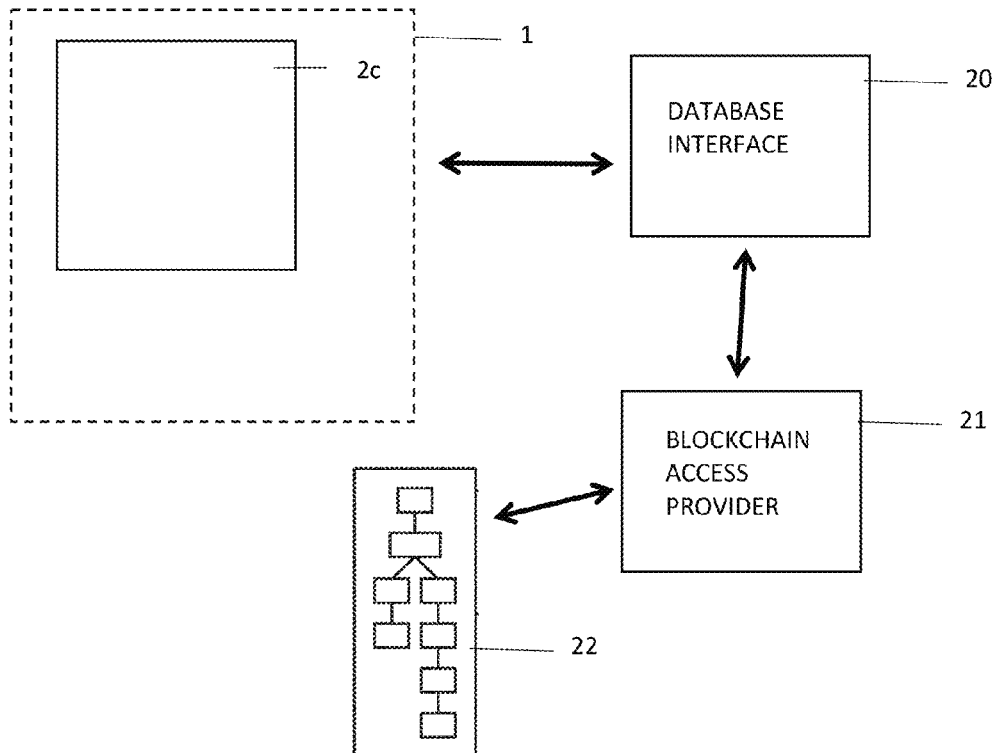 1
2c
20
DATABASE
INTERFACE
21
BLOCKCHAIN
ACCESS
PROVIDER
22